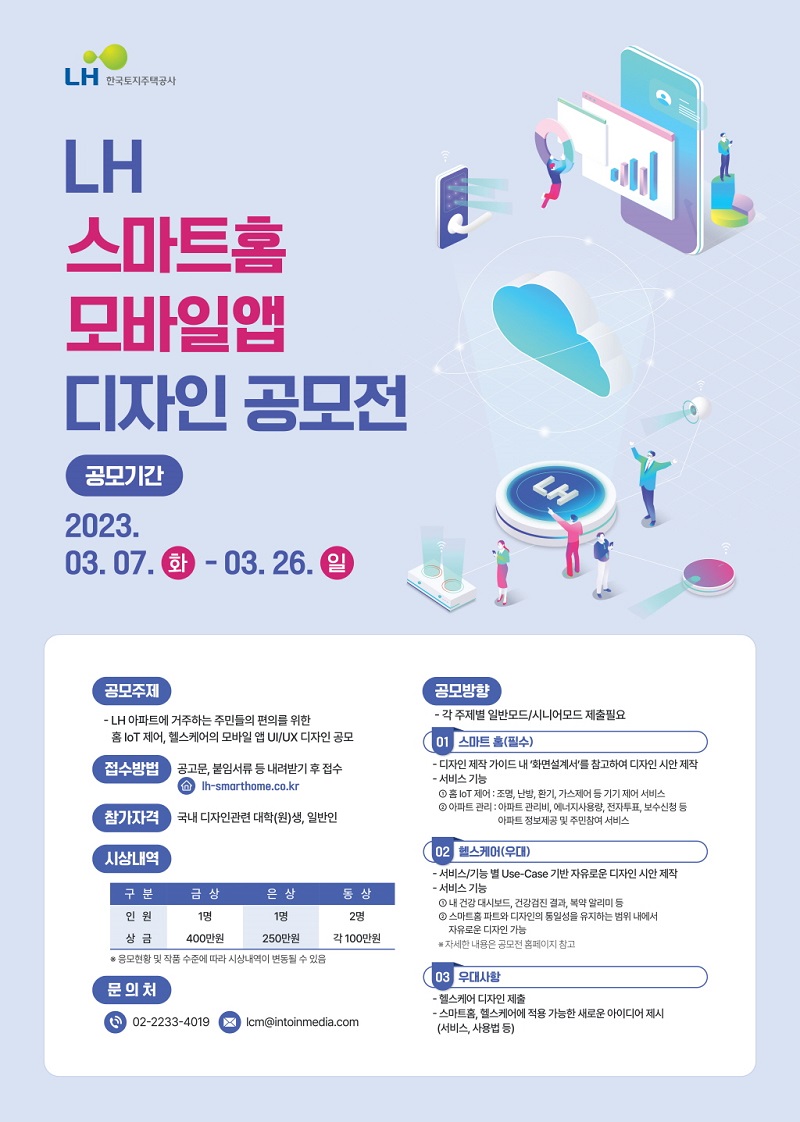 LH 한국토지주택공사
LH
스마트홈
모바일앱
디자인 공모전
공모기간
2023.
03. 07. 화 - 03. 26. 일
LH
공모주제
- LH 아파트에 거주하는 주민들의 편의를 위한
홈 IoT 제어, 헬스케어의 모바일 앱 UI/UX 디자인 공모
접수방법 공고문, 붙임서류 등 내려받기 후 접수
lh-smarthome.co.kr
참가자격 국내 디자인관련 대학(원)생, 일반인
시상내역
구 분 금 상 은 상 동 상
인 원 1명 1명 2명
상 금 400만원 250만원 각 100만원
※ 응모현황 및 작품 수준에 따라 시상내역이 변동될 수 있음
문 의 처
02-2233-4019 lcm@intoinmedia.com
공모방향
- 각 주제별 일반모드/시니어모드 제출필요
01 스마트 홈(필수)
- 디자인 제작 가이드 내 '화면설계서'를 참고하여 디자인 시안 제작
- 서비스 기능
① 홈 IoT 제어 : 조명, 난방, 환기, 가스제어 등 기기 제어 서비스
② 아파트 관리 : 아파트 관리비, 에너지사용량, 전자투표, 보수신청 등
아파트 정보제공 및 주민참여 서비스
02 헬스케어(우대)
- 서비스/기능 별 Use-Case 기반 자유로운 디자인 시안 제작
- 서비스 기능
① 내 건강 대시보드, 건강검진 결과, 복약 알리미 등
② 스마트홈 파트와 디자인의 통일성을 유지하는 범위 내에서
자유로운 디자인 가능
※ 자세한 내용은 공모전 홈페이지 참고
03 우대사항
- 헬스케어 디자인 제출
- 스마트홈, 헬스케어에 적용 가능한 새로운 아이디어 제시
(서비스, 사용법 등)